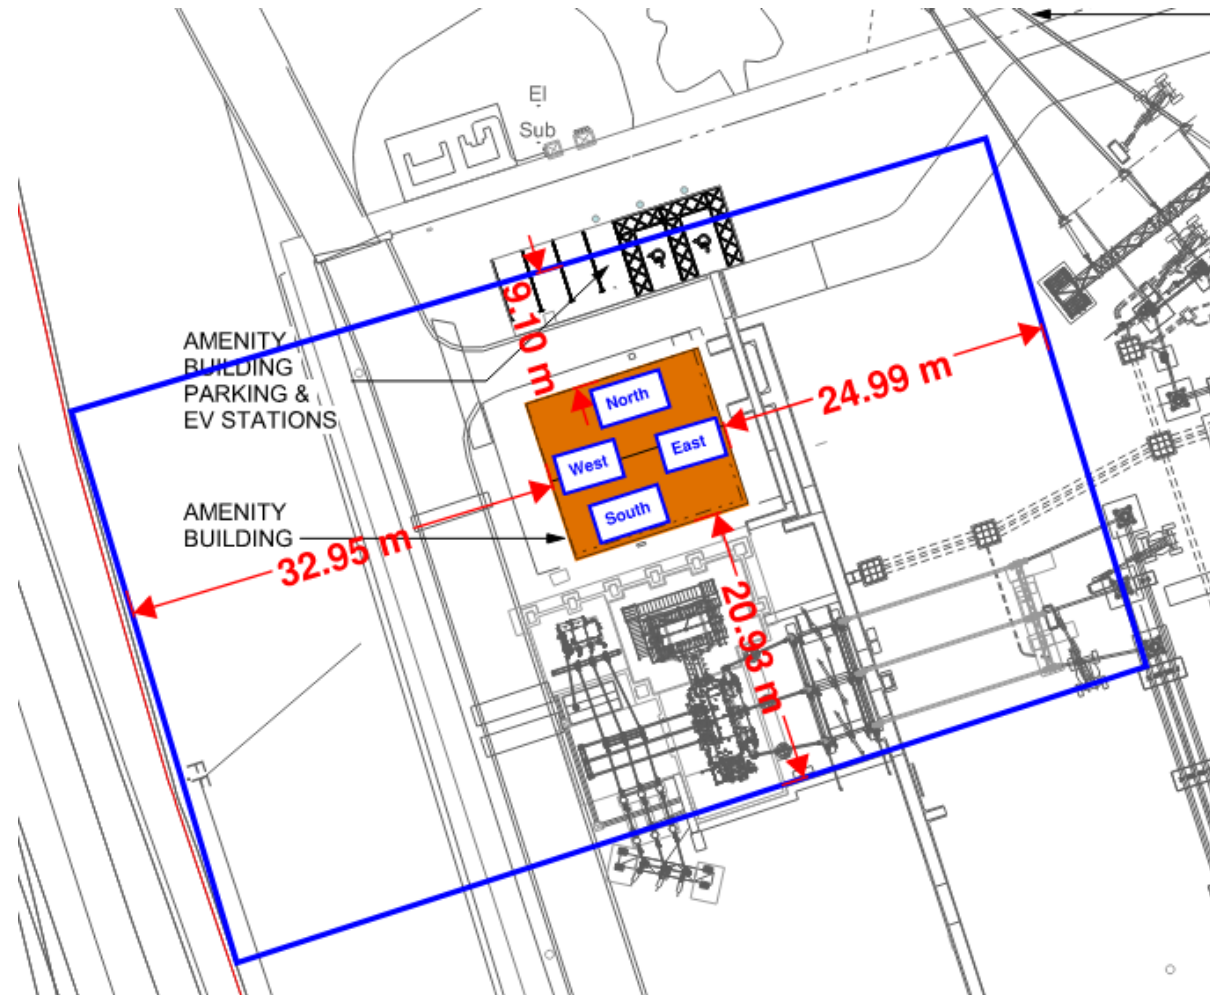 El
Sub
9.10 m
AMENITY
BUILDING
PARKING &
EV STATIONS
24.99 m
North
East
West
South
AMENITY
BUILDING
32.95 m
20.93 m
FF